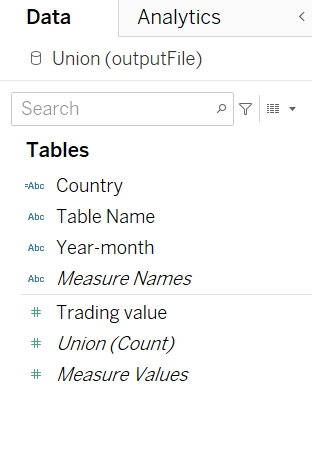 Data Analytics
Union (outputFile)
Search
Tables
=Abc Country
Abc Table Name
Abc Year-month
Abc Measure Names
# Trading value
# Union (Count)
# Measure Values